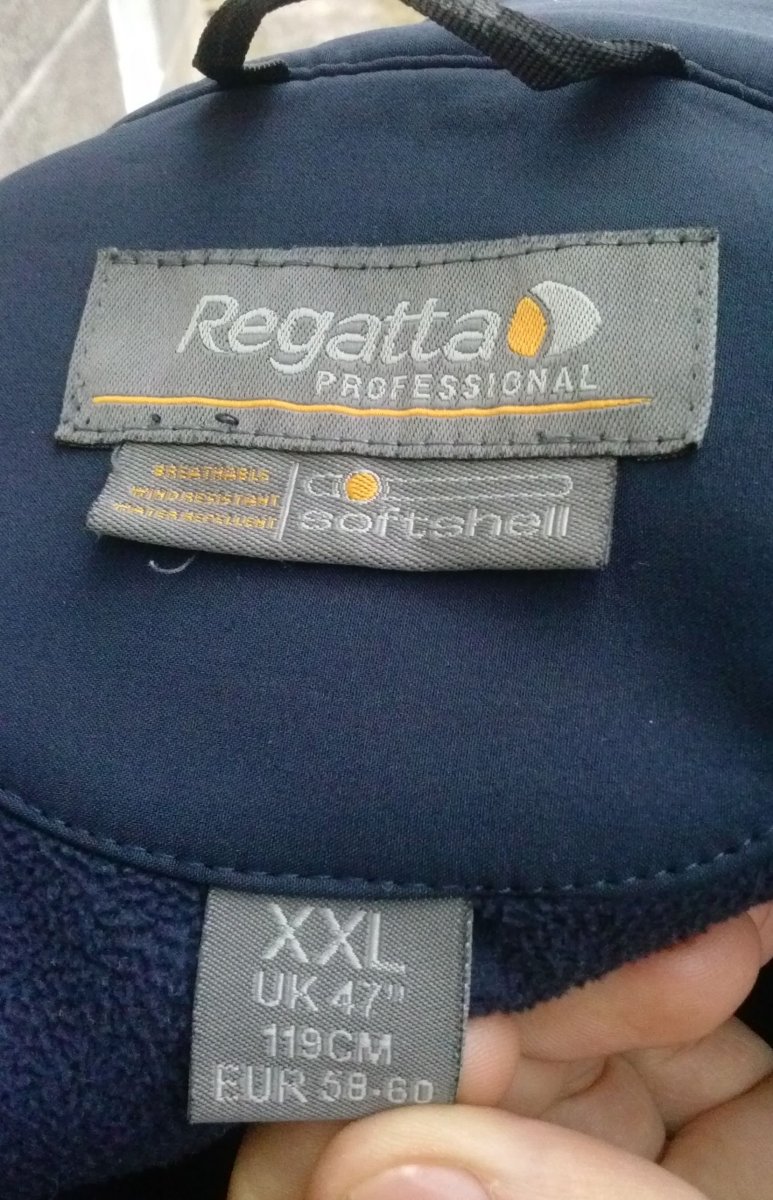 Regatta
PROFESSIONAL
BREATHABLE
WIND RESISTANT
WATER REPELLENT
softshell
XXL
UK 47"
119CM
EUR 58-60